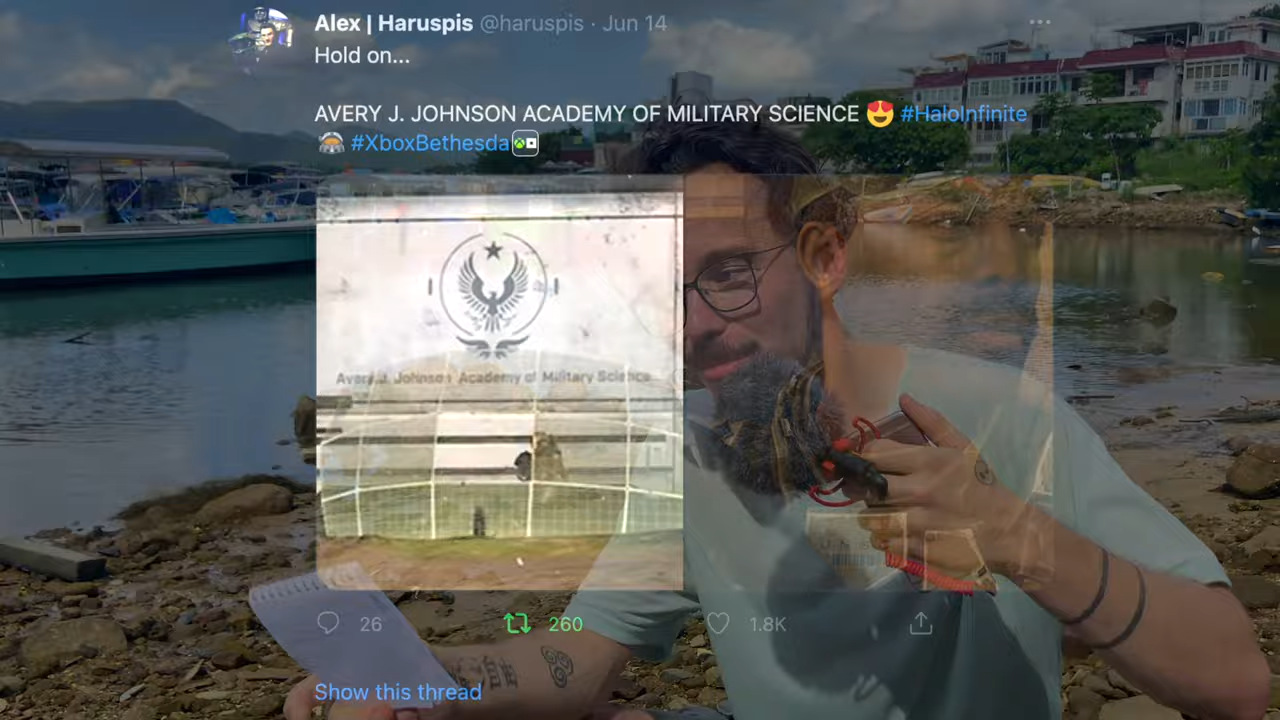 Alex | Haruspis @haruspis · Jun 14
Hold on...
AVERY J. JOHNSON ACADEMY OF MILITARY SCIENCE 😍 #HaloInfinite
#XboxBethesda
Avery J. Johnson Academy of Military Science
26 260 1.8K
Show this thread